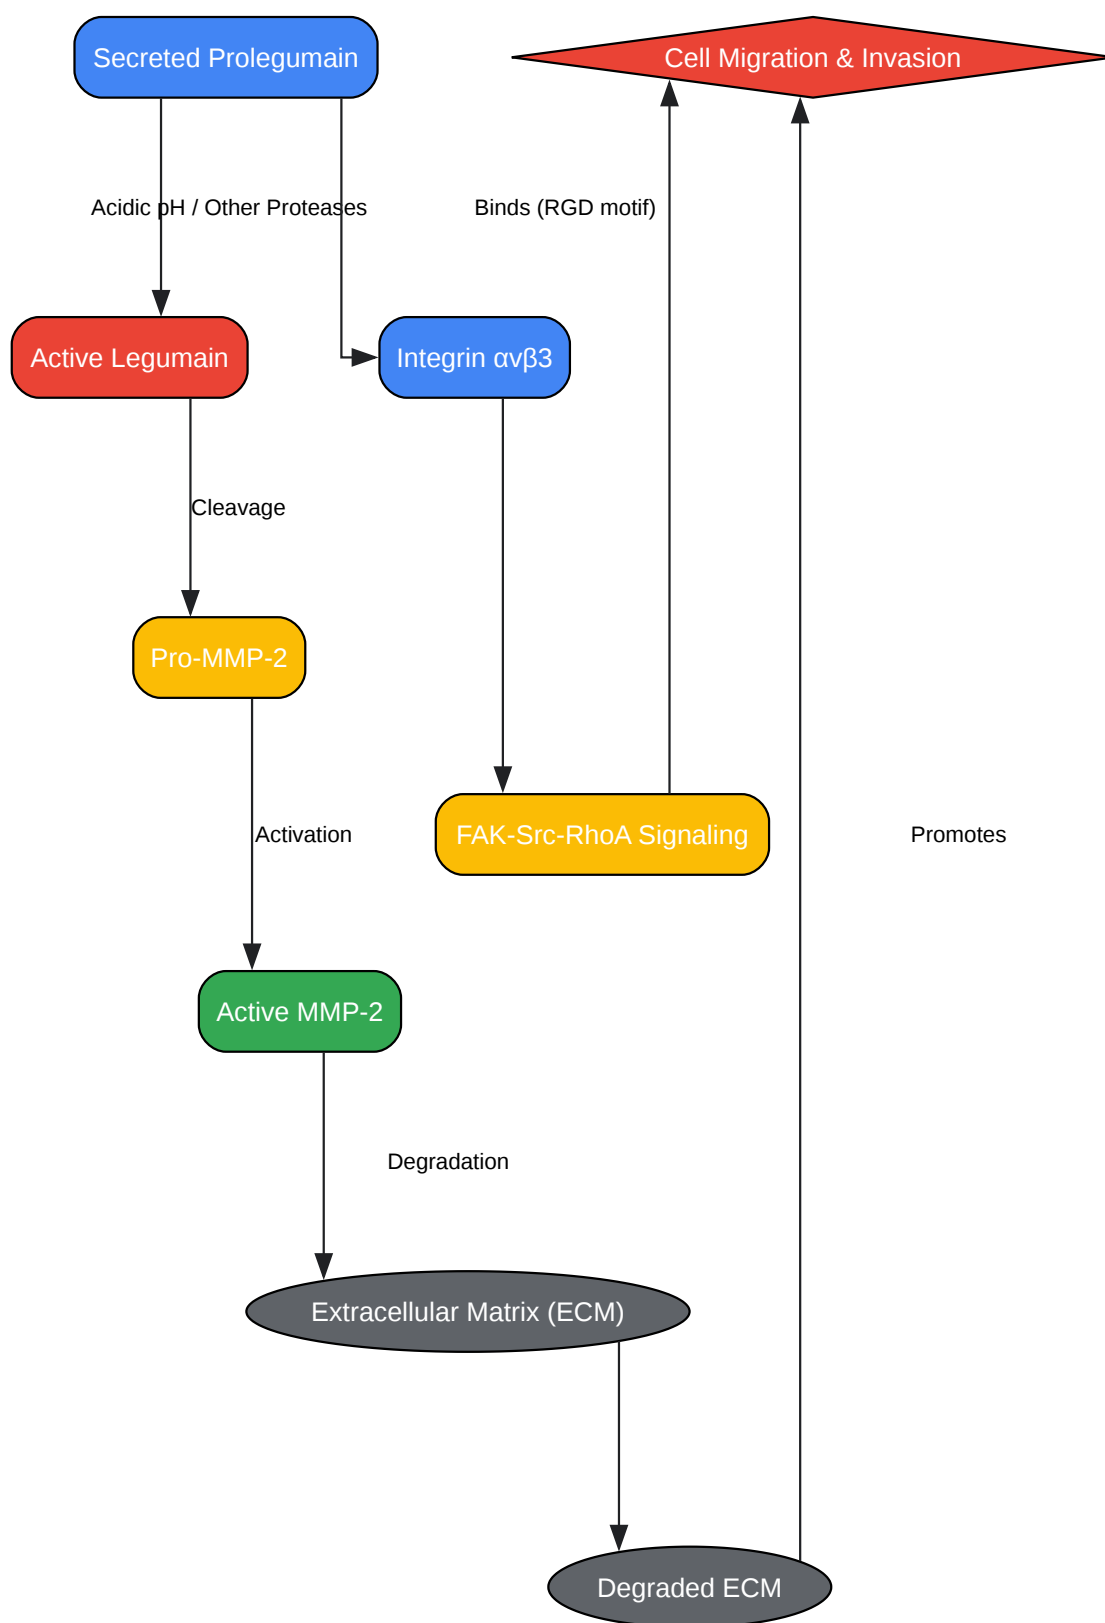 Secreted Prolegumain
Cell Migration & Invasion
Acidic pH / Other Proteases
Binds (RGD motif)
Active Legumain
Integrin αvβ3
Cleavage
Pro-MMP-2
Activation
FAK-Src-RhoA Signaling
Promotes
Active MMP-2
Degradation
Extracellular Matrix (ECM)
Degraded ECM